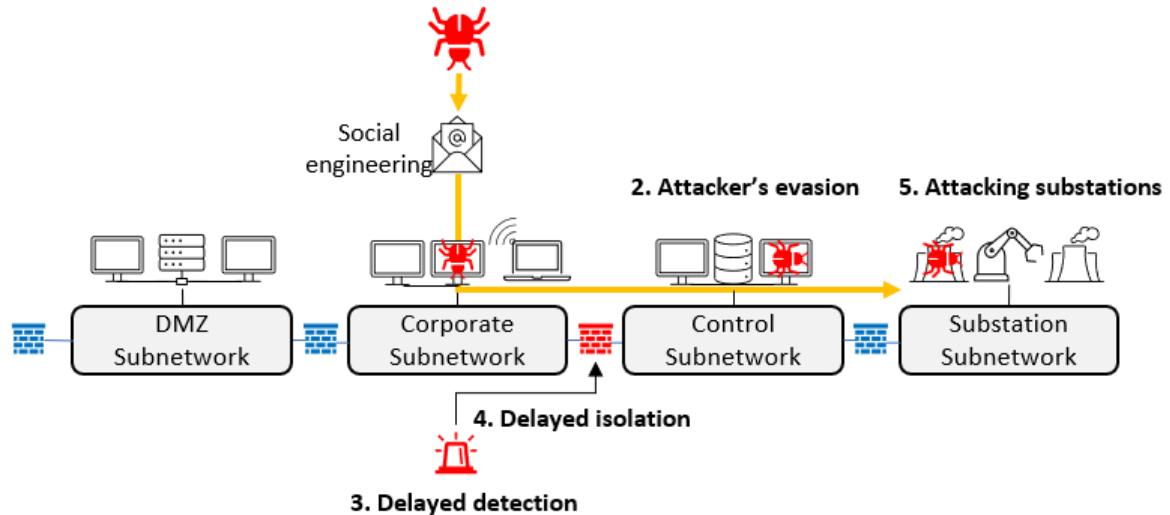 Social
engineering
@
2. Attacker's evasion
5. Attacking substations
DMZ
Subnetwork
Corporate
Subnetwork
Control
Subnetwork
Substation
Subnetwork
4. Delayed isolation
3. Delayed detection